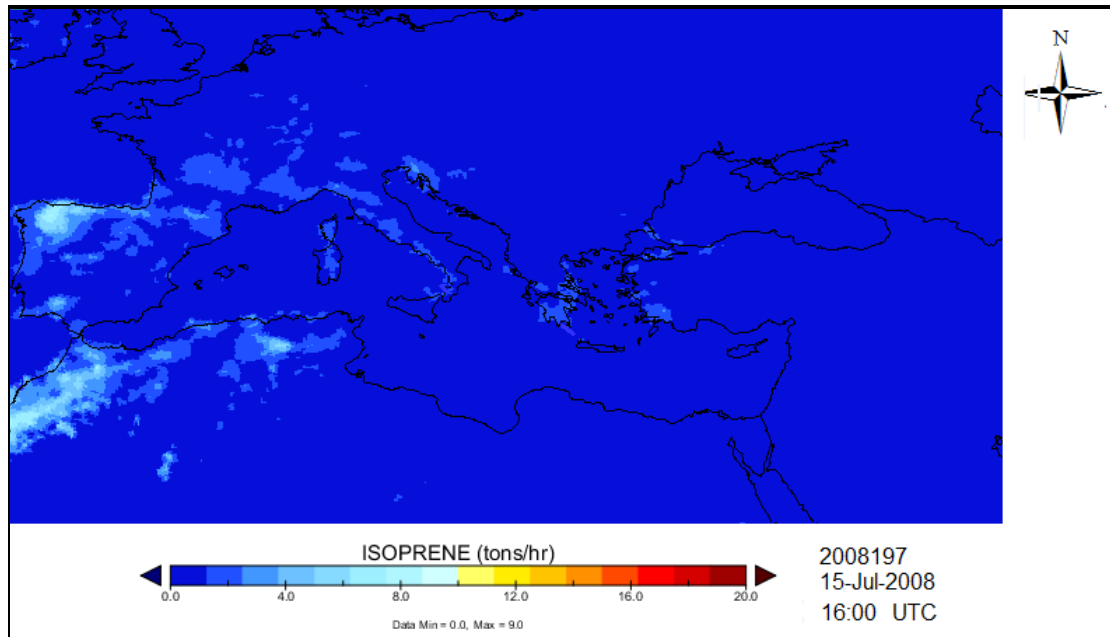 N
ISOPRENE (tons/hr)
0.0 4.0 8.0 12.0 16.0 20.0
Data Min = 0.0, Max = 9.0
2008197
15-Jul-2008
16:00 UTC